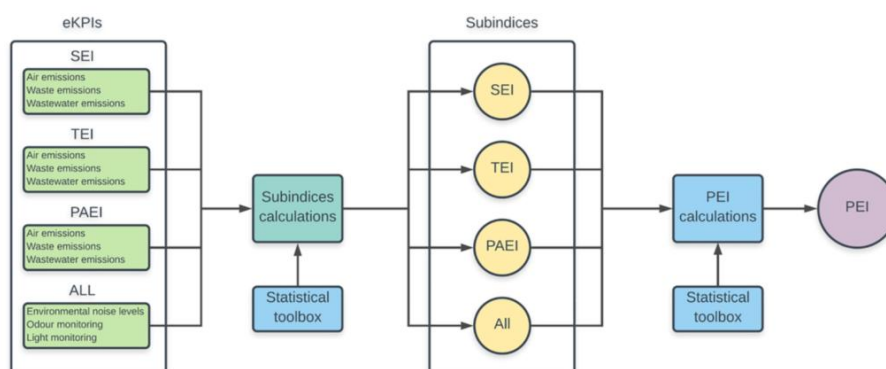 eKPIs
SEI
Air emissions
Waste emissions
Wastewater emissions
TEI
Air emissions
Waste emissions
Wastewater emissions
PAEI
Air emissions
Waste emissions
Wastewater emissions
ALL
Environmental noise levels
Odour monitoring
Light monitoring
Subindices
calculations
Statistical
toolbox
Subindices
SEI
TEI
PAEI
All
PEI
calculations
Statistical
toolbox
PEI